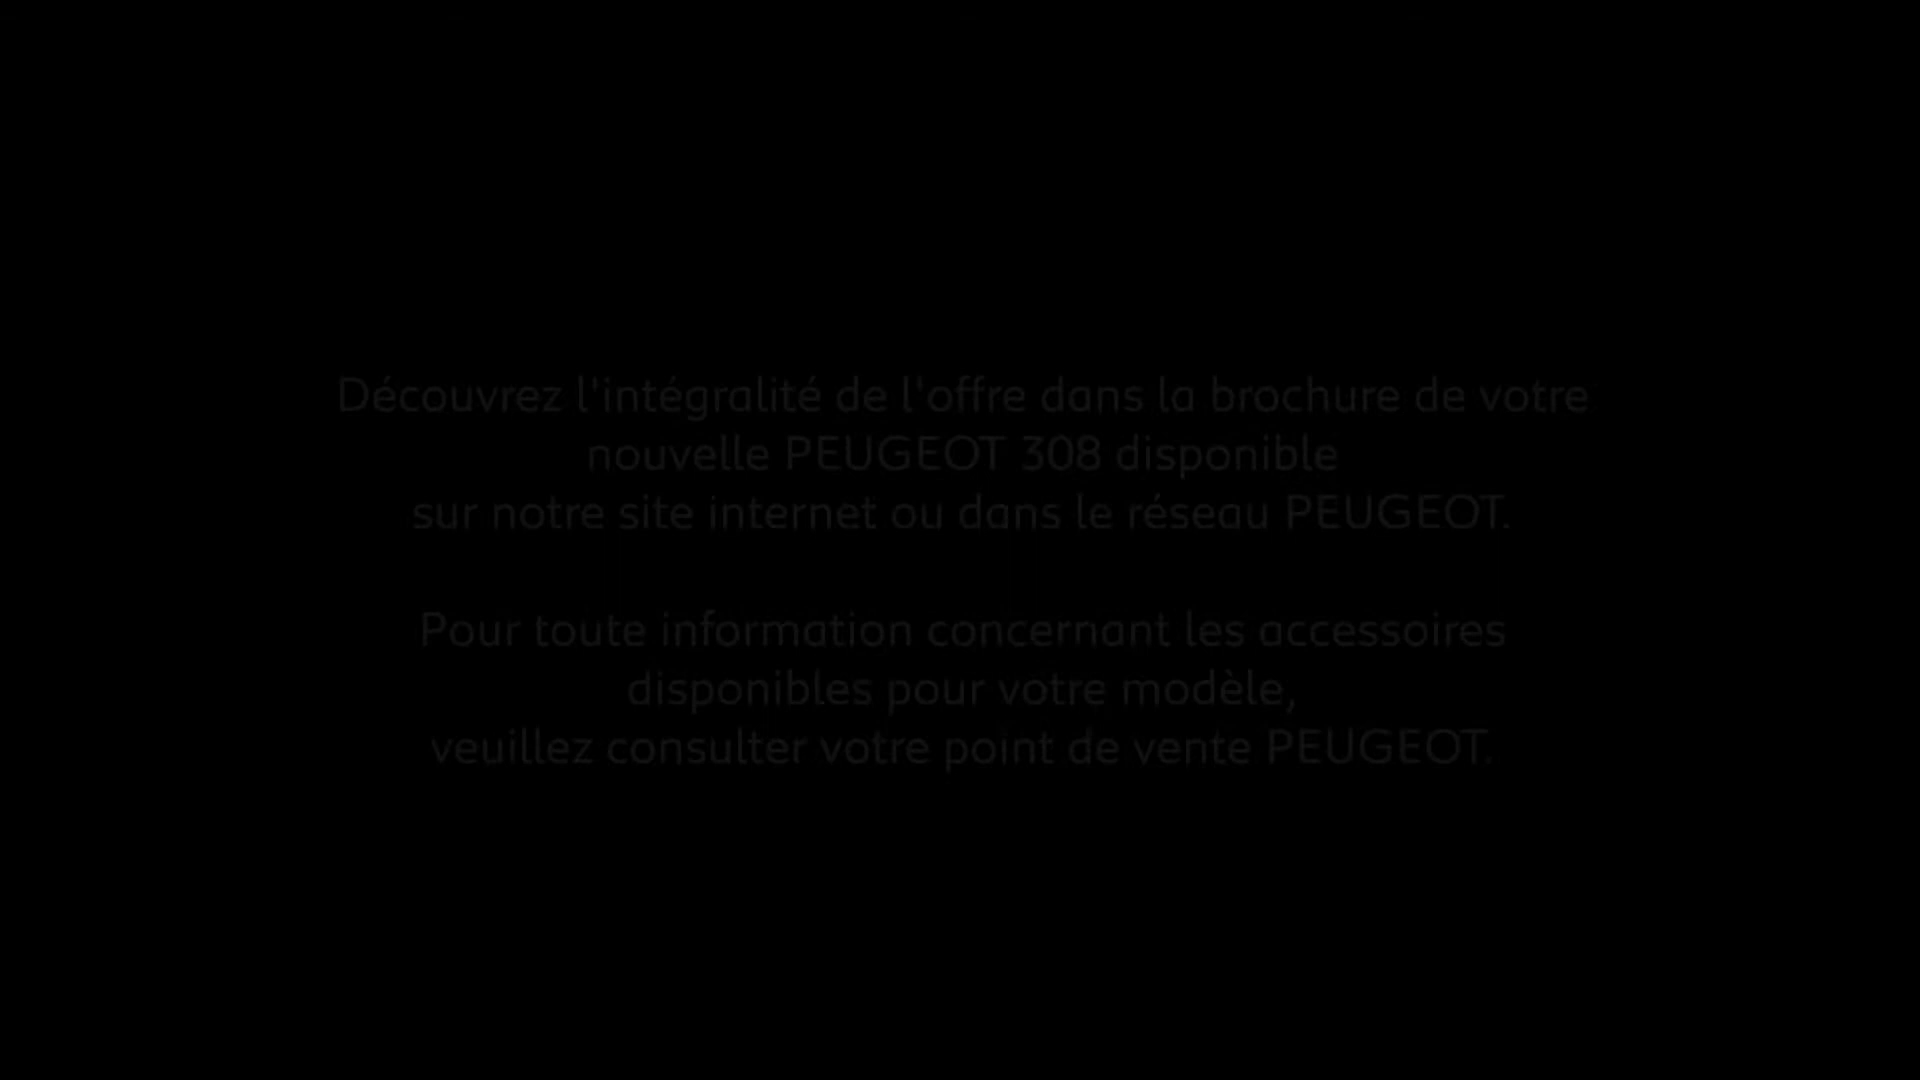 Découvrez l'intégralité de l'offre dans la brochure de votre
nouvelle PEUGEOT 308 disponible
sur notre site internet ou dans le réseau PEUGEOT.
Pour toute information concernant les accessoires
disponibles pour votre modèle,
veuillez consulter votre point de vente PEUGEOT.